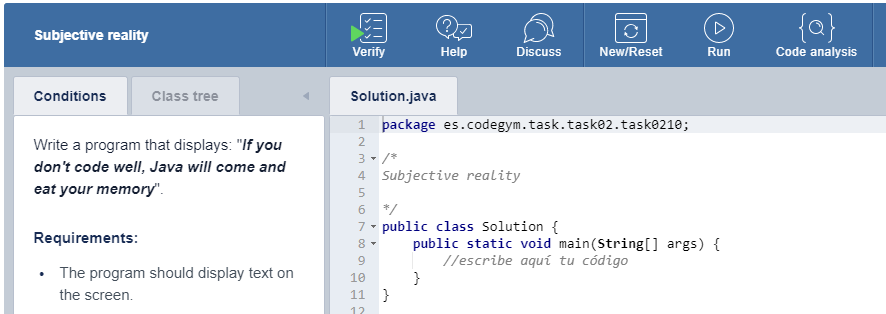 Subjective reality
Verify
Help
Discuss
New/Reset
Run
Code analysis
Conditions
Class tree
Write a program that displays: "If you
don't code well, Java will come and
eat your memory".
Requirements:
• The program should display text on
the screen.
Solution.java
1 package es.codegym.task.task02.task0210;
2
3 /*
4 Subjective reality
5
6 */
7 public class Solution {
8     public static void main(String[] args) {
9         //escribe aquí tu código
10     }
11 }
12